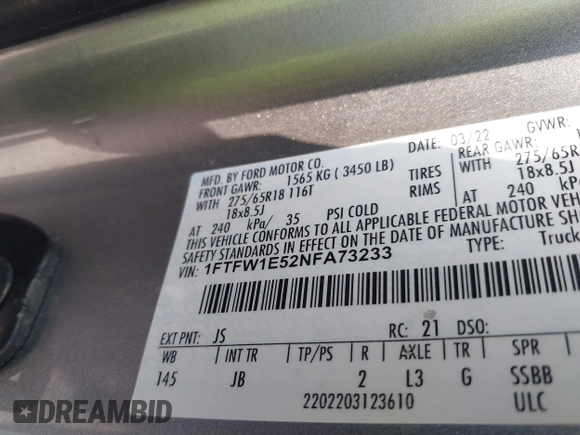 MFD. BY FORD MOTOR CO.
DATE: 03/22
GVWR:
FRONT GAWR: 1565 KG ( 3450 LB)
REAR GAWR:
WITH 275/65R18 116T TIRES
WITH 275/65R
18x8.5J RIMS
18x8.5J
AT 240 kPa/ 35 PSI COLD
AT 240 kPa/
THIS VEHICLE CONFORMS TO ALL APPLICABLE FEDERAL MOTOR VEHIC
SAFETY STANDARDS IN EFFECT ON THE DATE OF MANUFACTURE SH
VIN: 1FTFW1E52NFA73233
TYPE: Truck
EXT PNT: JS RC: 21 DSO:
WB INT TR TP/PS R AXLE TR SPR
145 JB 2 L3 G SSBB
2202203123610 ULC
DREAMBID.COM